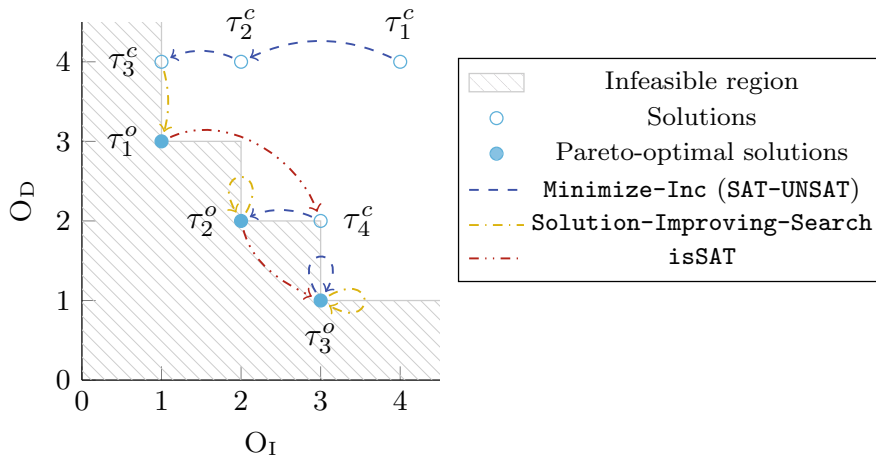 τ₃ᶜ
τ₂ᶜ
τ₁ᶜ
τ₁ᵒ
τ₂ᵒ
τ₄ᶜ
τ₃ᵒ
4
3
2
1
0
O_D
0 1 2 3 4
O_I
Infeasible region
Solutions
Pareto-optimal solutions
Minimize-Inc (SAT-UNSAT)
Solution-Improving-Search
isSAT